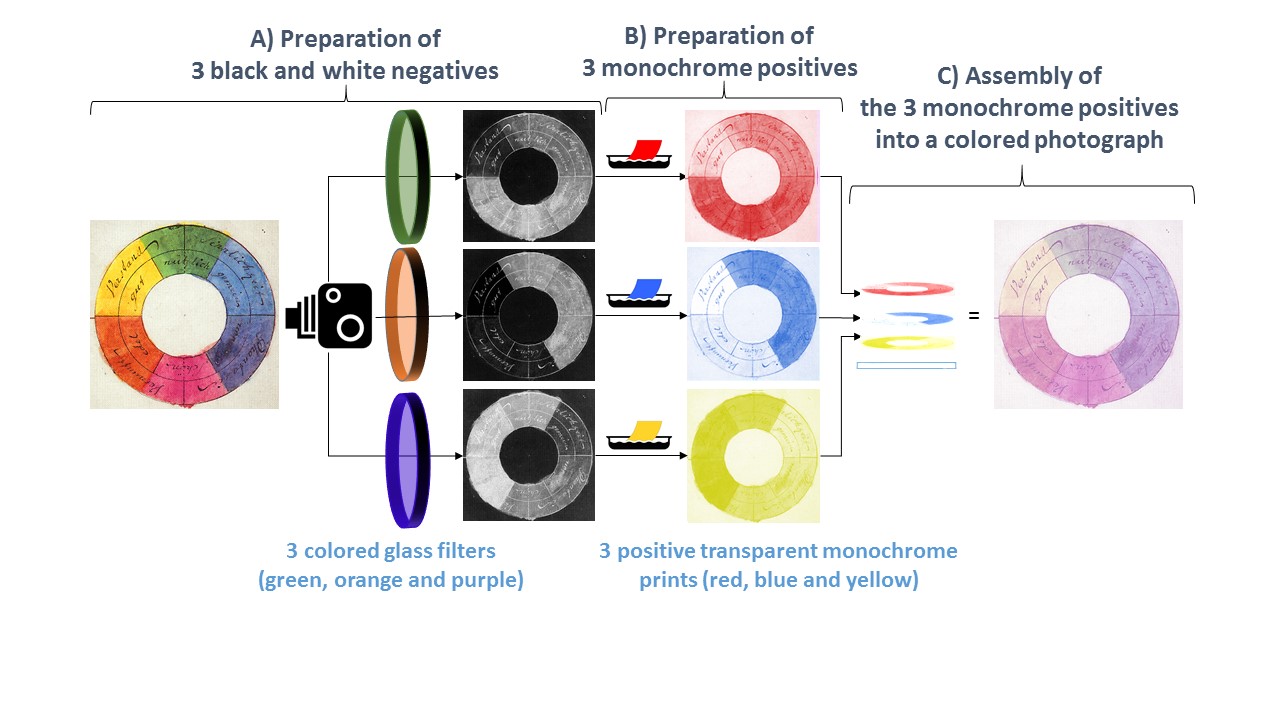 A) Preparation of
3 black and white negatives
B) Preparation of
3 monochrome positives
C) Assembly of
the 3 monochrome positives
into a colored photograph
=
3 colored glass filters
(green, orange and purple)
3 positive transparent monochrome
prints (red, blue and yellow)